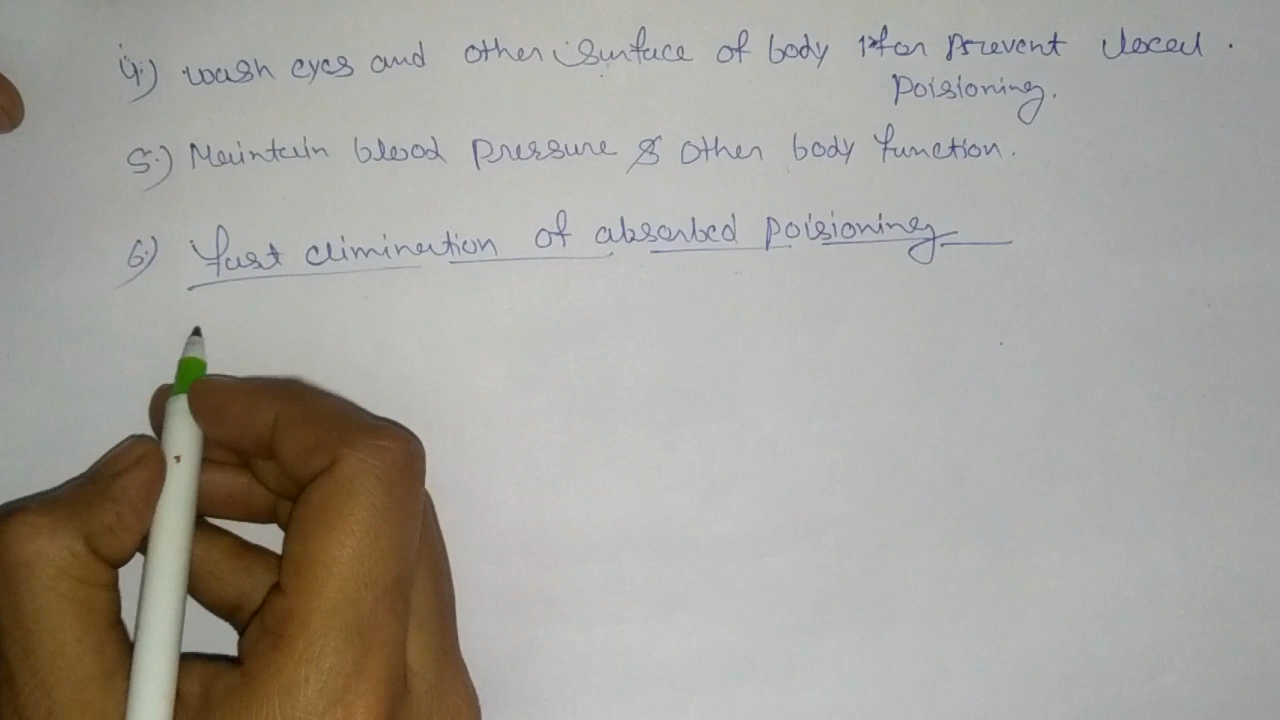 4.) wash eyes and other surface of body for prevent local.
poisioning.
5.) Maintain blood pressure & other body function.
6.) fast elimination of absorbed poisioning